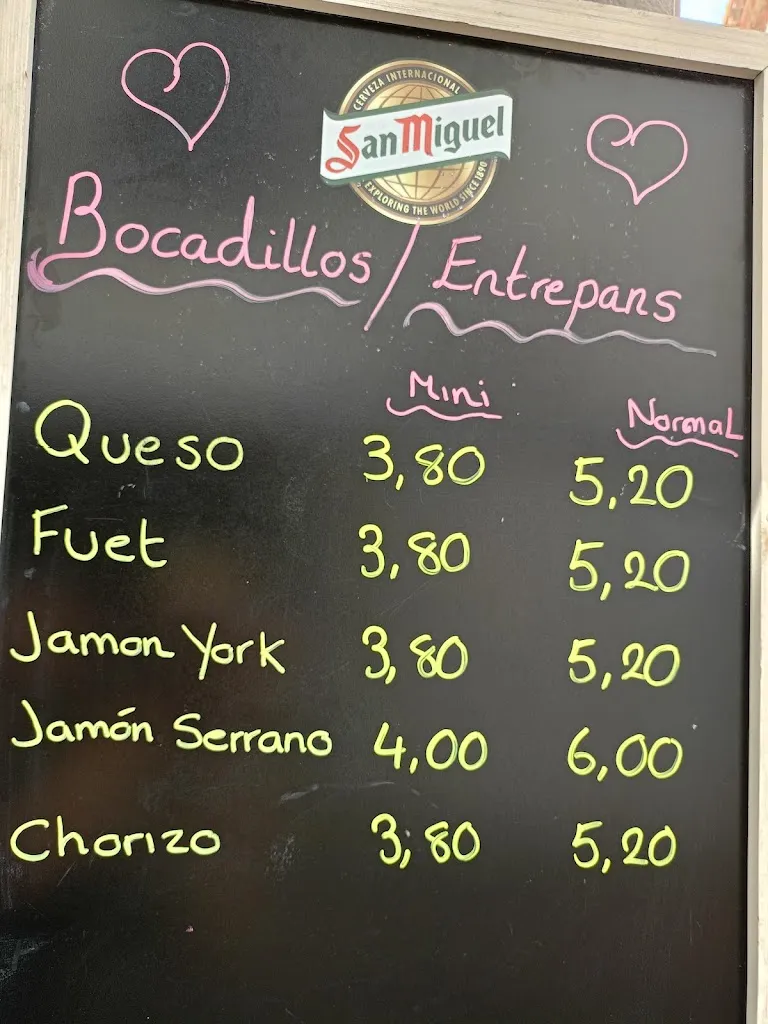 CERVEZA INTERNACIONAL
San Miguel
EXPLORING THE WORLD SINCE 1890
Bocadillos / Entrepans
Mini Normal
Queso 3,80 5,20
Fuet 3,80 5,20
Jamon York 3,80 5,20
Jamón Serrano 4,00 6,00
Chorizo 3,80 5,20